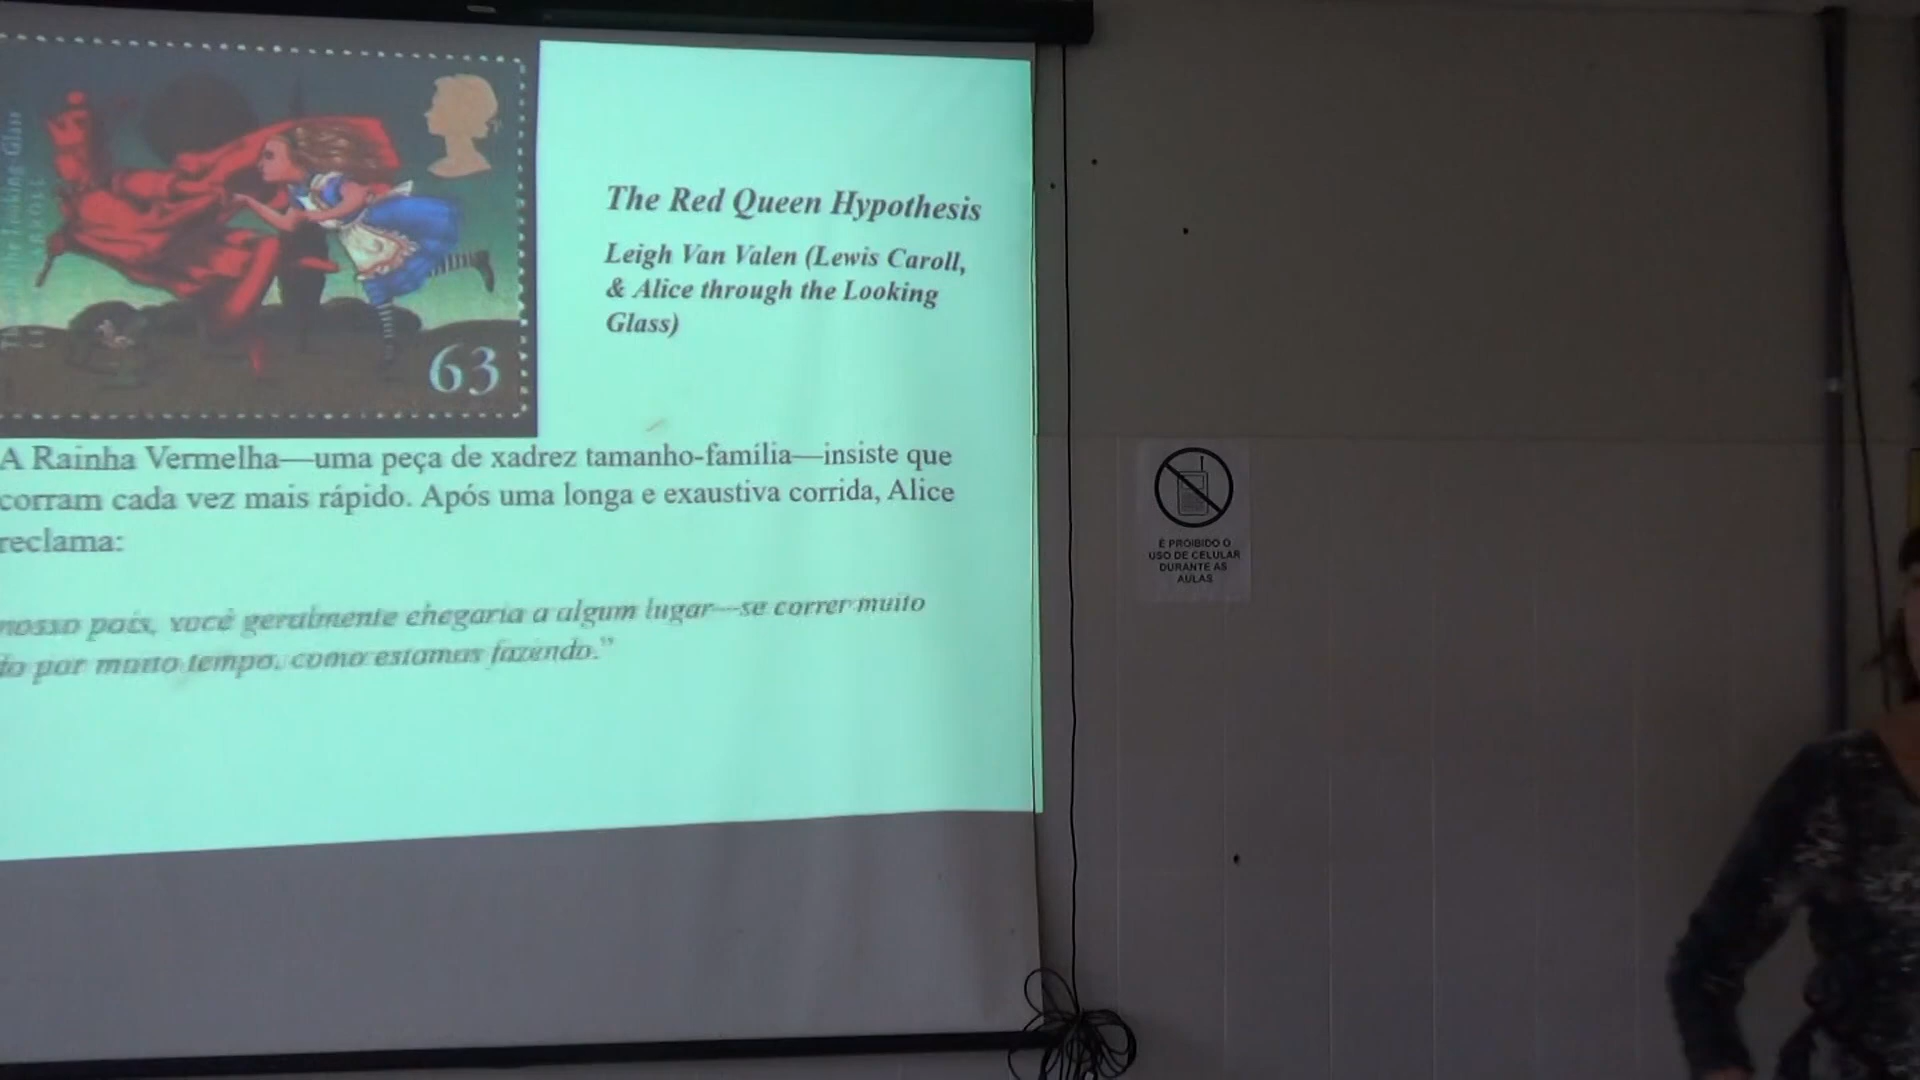 63
The Red Queen Hypothesis
Leigh Van Valen (Lewis Caroll,
& Alice through the Looking
Glass)
A Rainha Vermelha—uma peça de xadrez tamanho-família—insiste que
corram cada vez mais rápido. Após uma longa e exaustiva corrida, Alice
reclama:
nosso país, você geralmente chegaria a algum lugar—se correr muito
por muito tempo, como estamos fazendo.”
É PROIBIDO O
USO DE CELULAR
DURANTE AS
AULAS